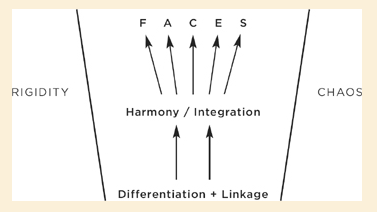 F A C E S
RIGIDITY
CHAOS
Harmony / Integration
Differentiation + Linkage